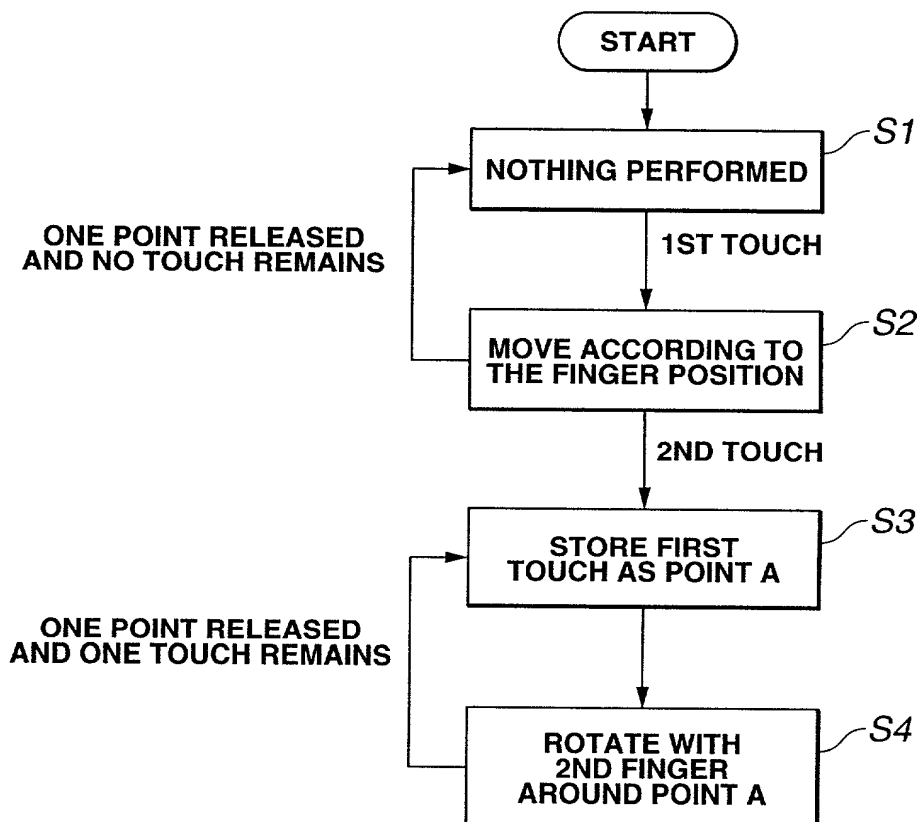 START
S1
NOTHING PERFORMED
ONE POINT RELEASED
AND NO TOUCH REMAINS
1ST TOUCH
S2
MOVE ACCORDING TO
THE FINGER POSITION
2ND TOUCH
S3
STORE FIRST
TOUCH AS POINT A
ONE POINT RELEASED
AND ONE TOUCH REMAINS
S4
ROTATE WITH
2ND FINGER
AROUND POINT A